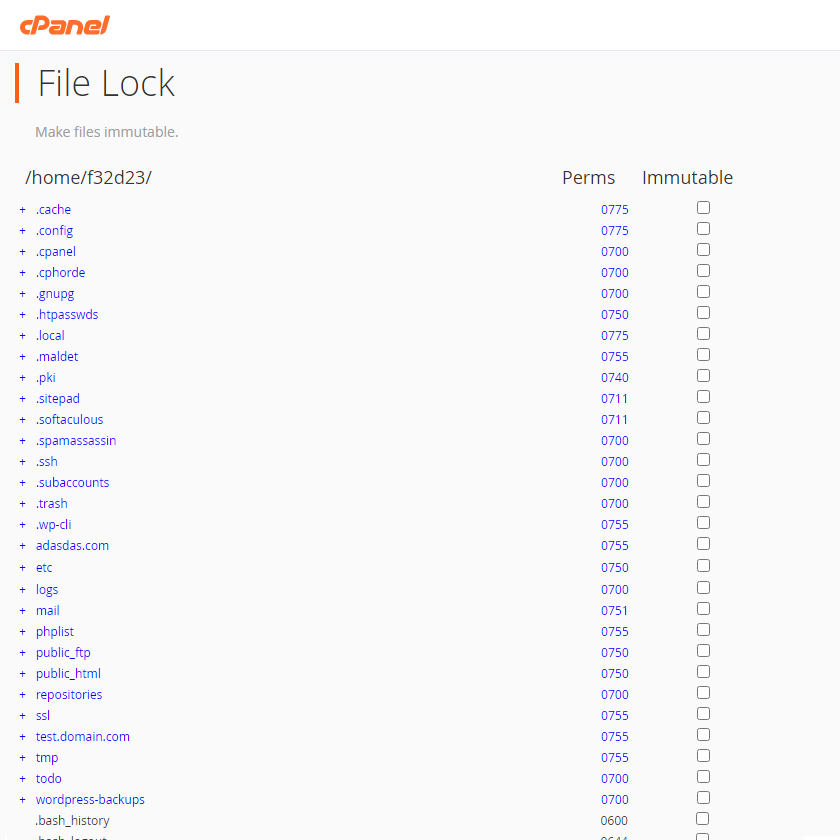 cPanel
File Lock
Make files immutable.
/home/f32d23/ Perms Immutable
+ .cache 0775
+ .config 0775
+ .cpanel 0700
+ .cphorde 0700
+ .gnupg 0700
+ .htpasswds 0750
+ .local 0775
+ .maldet 0755
+ .pki 0740
+ .sitepad 0711
+ .softaculous 0711
+ .spamassassin 0700
+ .ssh 0700
+ .subaccounts 0700
+ .trash 0700
+ .wp-cli 0755
+ adasdas.com 0755
+ etc 0750
+ logs 0700
+ mail 0751
+ phplist 0755
+ public_ftp 0750
+ public_html 0750
+ repositories 0700
+ ssl 0755
+ test.domain.com 0755
+ tmp 0755
+ todo 0700
+ wordpress-backups 0700
.bash_history 0600